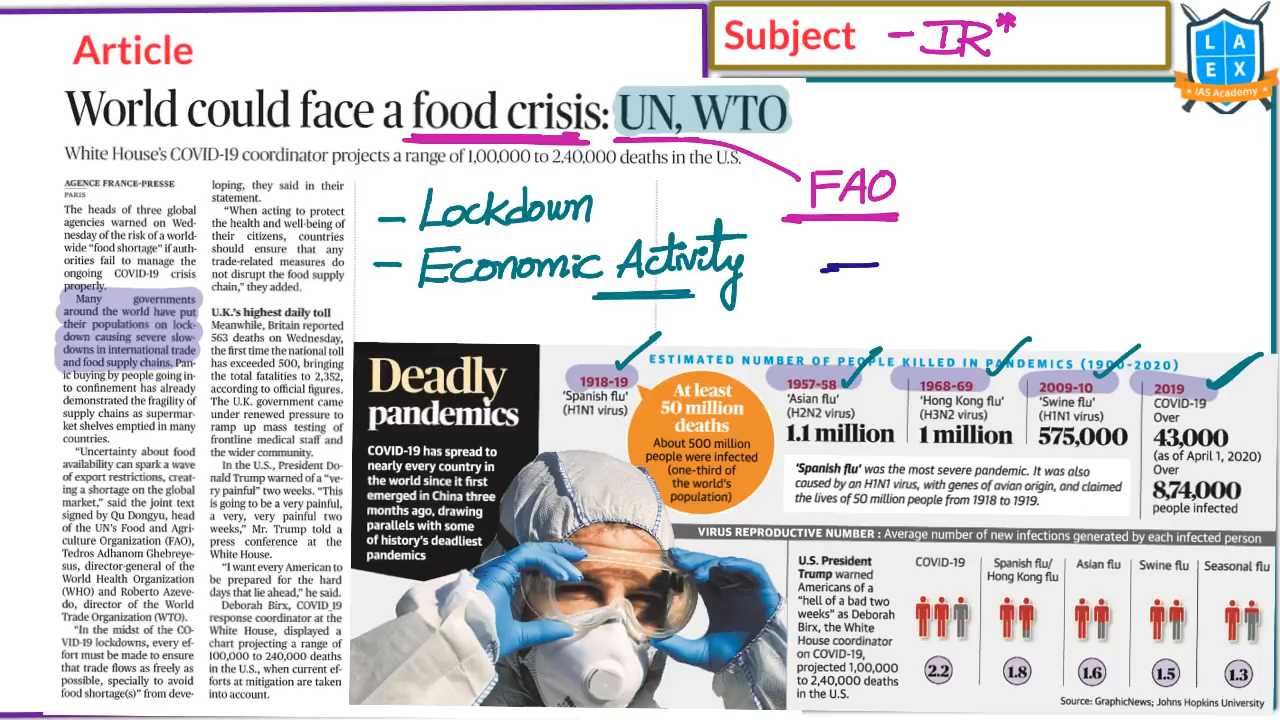 Article
Subject
- IR*
L A
E X
IAS Academy
World could face a food crisis: UN, WTO
White House's COVID-19 coordinator projects a range of 1,00,000 to 2,40,000 deaths in the U.S.
AGENCE FRANCE-PRESSE
PARIS
The heads of three global
agencies warned on Wed-
nesday of the risk of a world-
wide "food shortage" if auth-
orities fail to manage the
ongoing COVID-19 crisis
properly.
Many governments
around the world have put
their populations on lock-
down causing severe slow-
downs in international trade
and food supply chains. Pan-
ic buying by people going in-
to confinement has already
demonstrated the fragility of
supply chains as supermar-
ket shelves emptied in many
countries.
"Uncertainty about food
availability can spark a wave
of export restrictions, creat-
ing a shortage on the global
market," said the joint text
signed by Qu Dongyu, head
of the UN's Food and Agri-
culture Organization (FAO),
Tedros Adhanom Ghebreye-
sus, director-general of the
World Health Organization
(WHO) and Roberto Azeve-
do, director of the World
Trade Organization (WTO).
"In the midst of the CO-
VID-19 lockdowns, every ef-
fort must be made to ensure
that trade flows as freely as
possible, specially to avoid
food shortage(s)" from deve-
loping, they said in their
statement.
"When acting to protect
the health and well-being of
their citizens, countries
should ensure that any
trade-related measures do
not disrupt the food supply
chain," they added.
U.K.'s highest daily toll
Meanwhile, Britain reported
563 deaths on Wednesday,
the first time the national toll
has exceeded 500, bringing
the total fatalities to 2,352,
according to official figures.
The U.K. government came
under renewed pressure to
ramp up mass testing of
frontline medical staff and
the wider community.
In the U.S., President Do-
nald Trump warned of a "ve-
ry painful" two weeks. "This
is going to be a very painful,
a very, very painful two
weeks," Mr. Trump told a
press conference at the
White House.
"I want every American to
be prepared for the hard
days that lie ahead," he said.
Deborah Birx, COVID_19
response coordinator at the
White House, displayed a
chart projecting a range of
100,000 to 240,000 deaths
in the U.S., when current ef-
forts at mitigation are taken
into account.
FAO
- Lockdown
- Economic Activity
-
Deadly
pandemics
COVID-19 has spread to
nearly every country in
the world since it first
emerged in China three
months ago, drawing
parallels with some
of history's deadliest
pandemics
ESTIMATED NUMBER OF PEOPLE KILLED IN PANDEMICS (1900-2020)
1918-19
'Spanish flu'
(H1N1 virus)
At least
50 million
deaths
About 500 million
people were infected
(one-third of
the world's
population)
1957-58
'Asian flu'
(H2N2 virus)
1.1 million
1968-69
'Hong Kong flu'
(H3N2 virus)
1 million
2009-10
'Swine flu'
(H1N1 virus)
575,000
2019
COVID-19
Over
43,000
(as of April 1, 2020)
Over
8,74,000
people infected
'Spanish flu' was the most severe pandemic. It was also
caused by an H1N1 virus, with genes of avian origin, and claimed
the lives of 50 million people from 1918 to 1919.
VIRUS REPRODUCTIVE NUMBER : Average number of new infections generated by each infected person
U.S. President
Trump warned
Americans of a
"hell of a bad two
weeks" as Deborah
Birx, the White
House coordinator
on COVID-19,
projected 1,00,000
to 2,40,000 deaths
in the U.S.
COVID-19
2.2
Spanish flu/
Hong Kong flu
1.8
Asian flu
1.6
Swine flu
1.5
Seasonal flu
1.3
Source: GraphicNews; Johns Hopkins University